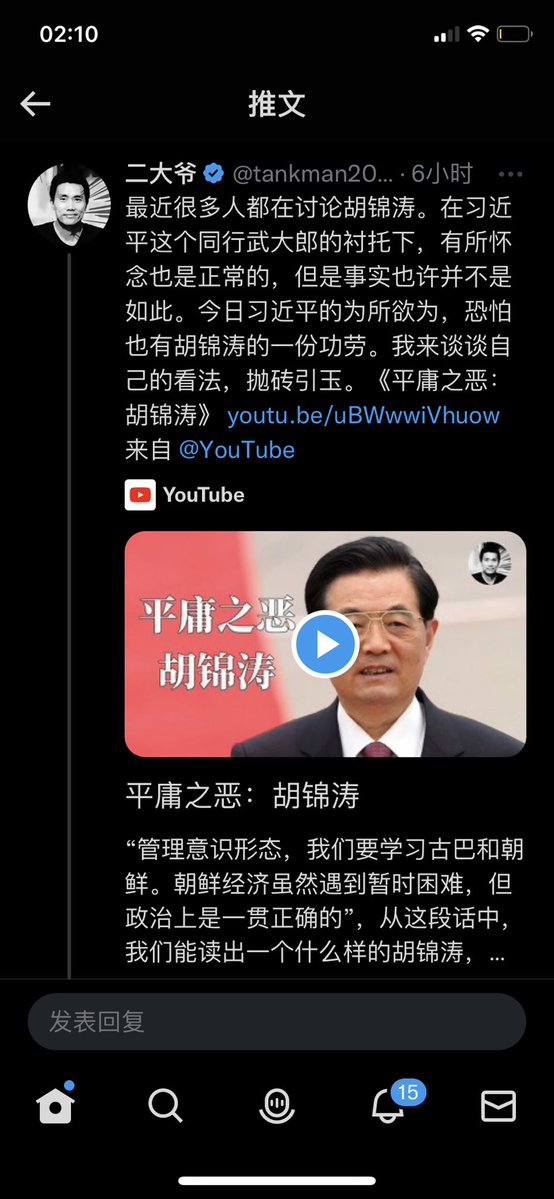 02:10
推文
二大爷 @tankman20... · 6小时
最近很多人都在讨论胡锦涛。在习近
平这个同行武大郎的衬托下，有所怀
念也是正常的，但是事实也许并不是
如此。今日习近平的为所欲为，恐怕
也有胡锦涛的一份功劳。我来谈谈自
己的看法，抛砖引玉。《平庸之恶：
胡锦涛》 youtu.be/uBWwwiVhuow
来自 @YouTube
YouTube
平庸之恶
胡锦涛
平庸之恶：胡锦涛
“管理意识形态，我们要学习古巴和朝
鲜。朝鲜经济虽然遇到暂时困难，但
政治上是一贯正确的”，从这段话中，
我们能读出一个什么样的胡锦涛，...
发表回复
15